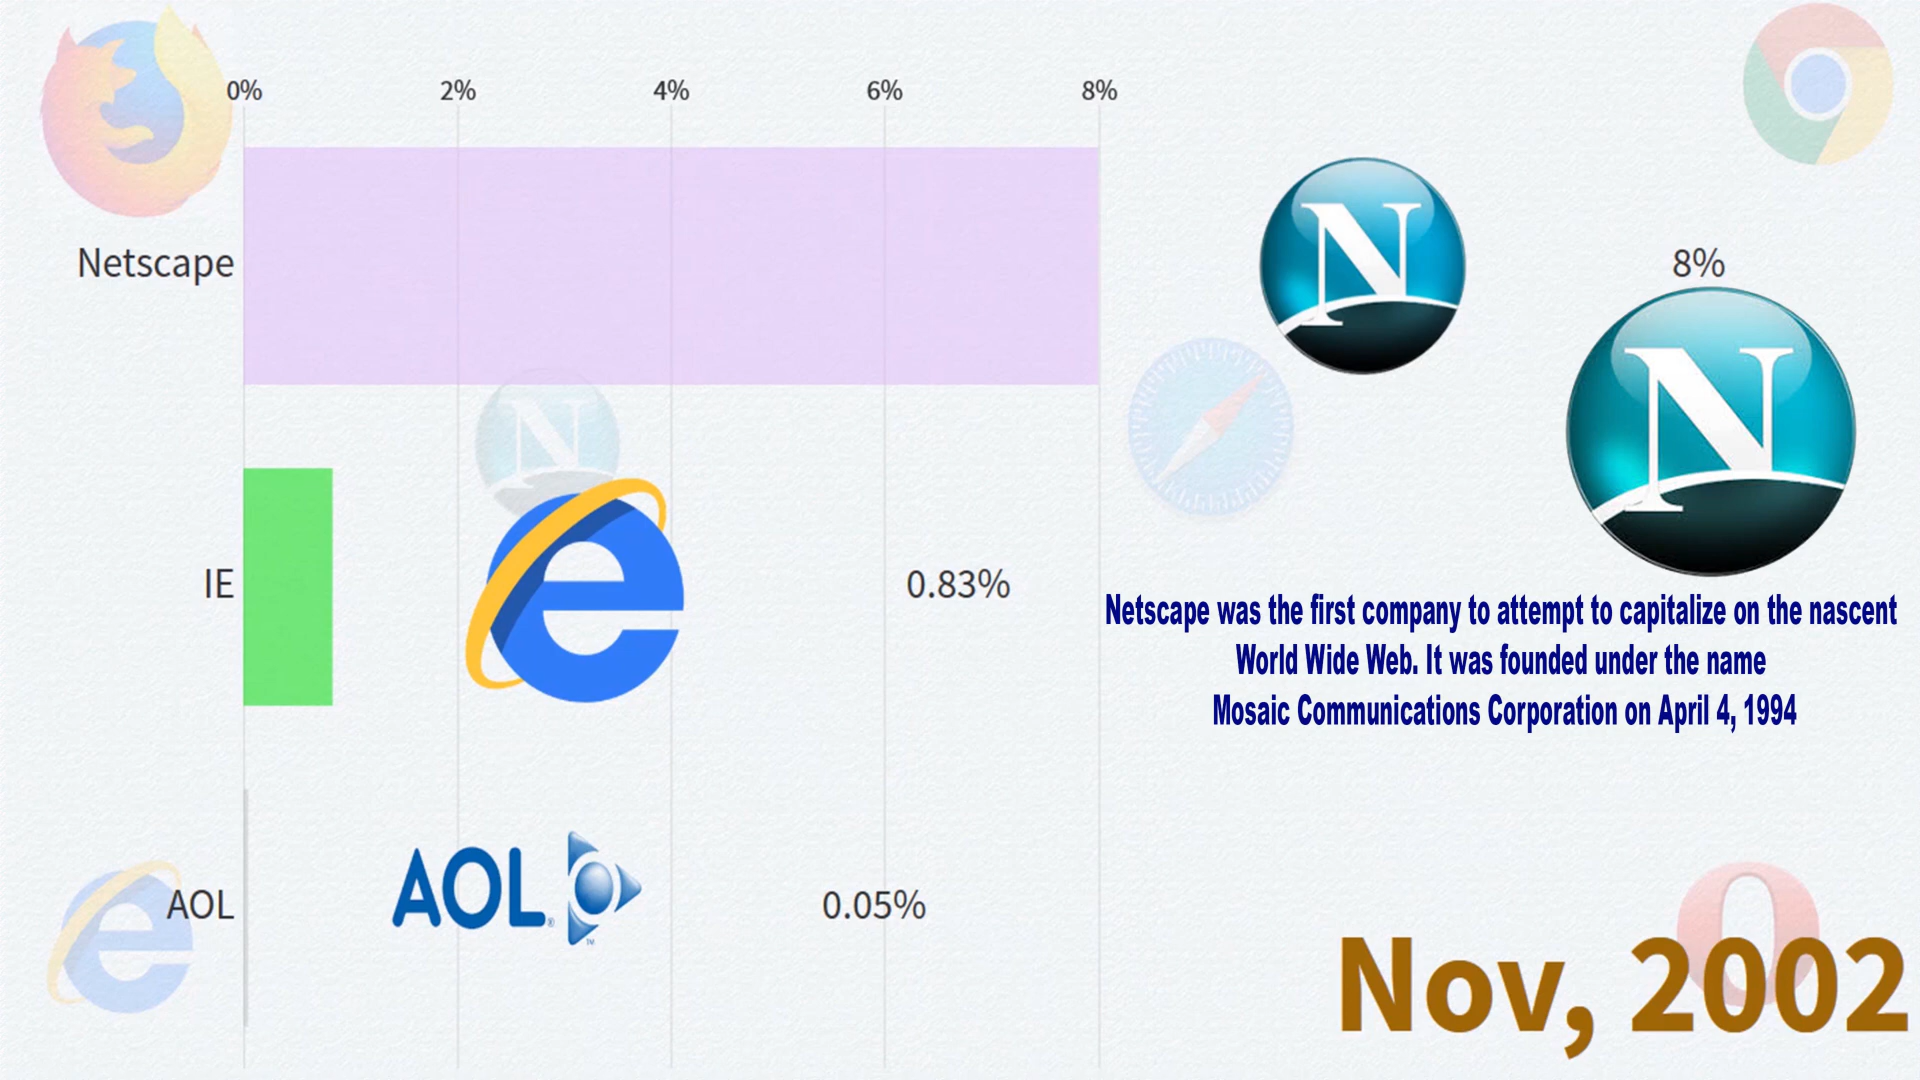 0% 2% 4% 6% 8%
Netscape 8%
N
N
N
IE 0.83%
Netscape was the first company to attempt to capitalize on the nascent
World Wide Web. It was founded under the name
Mosaic Communications Corporation on April 4, 1994
AOL AOL® ™ 0.05%
Nov, 2002